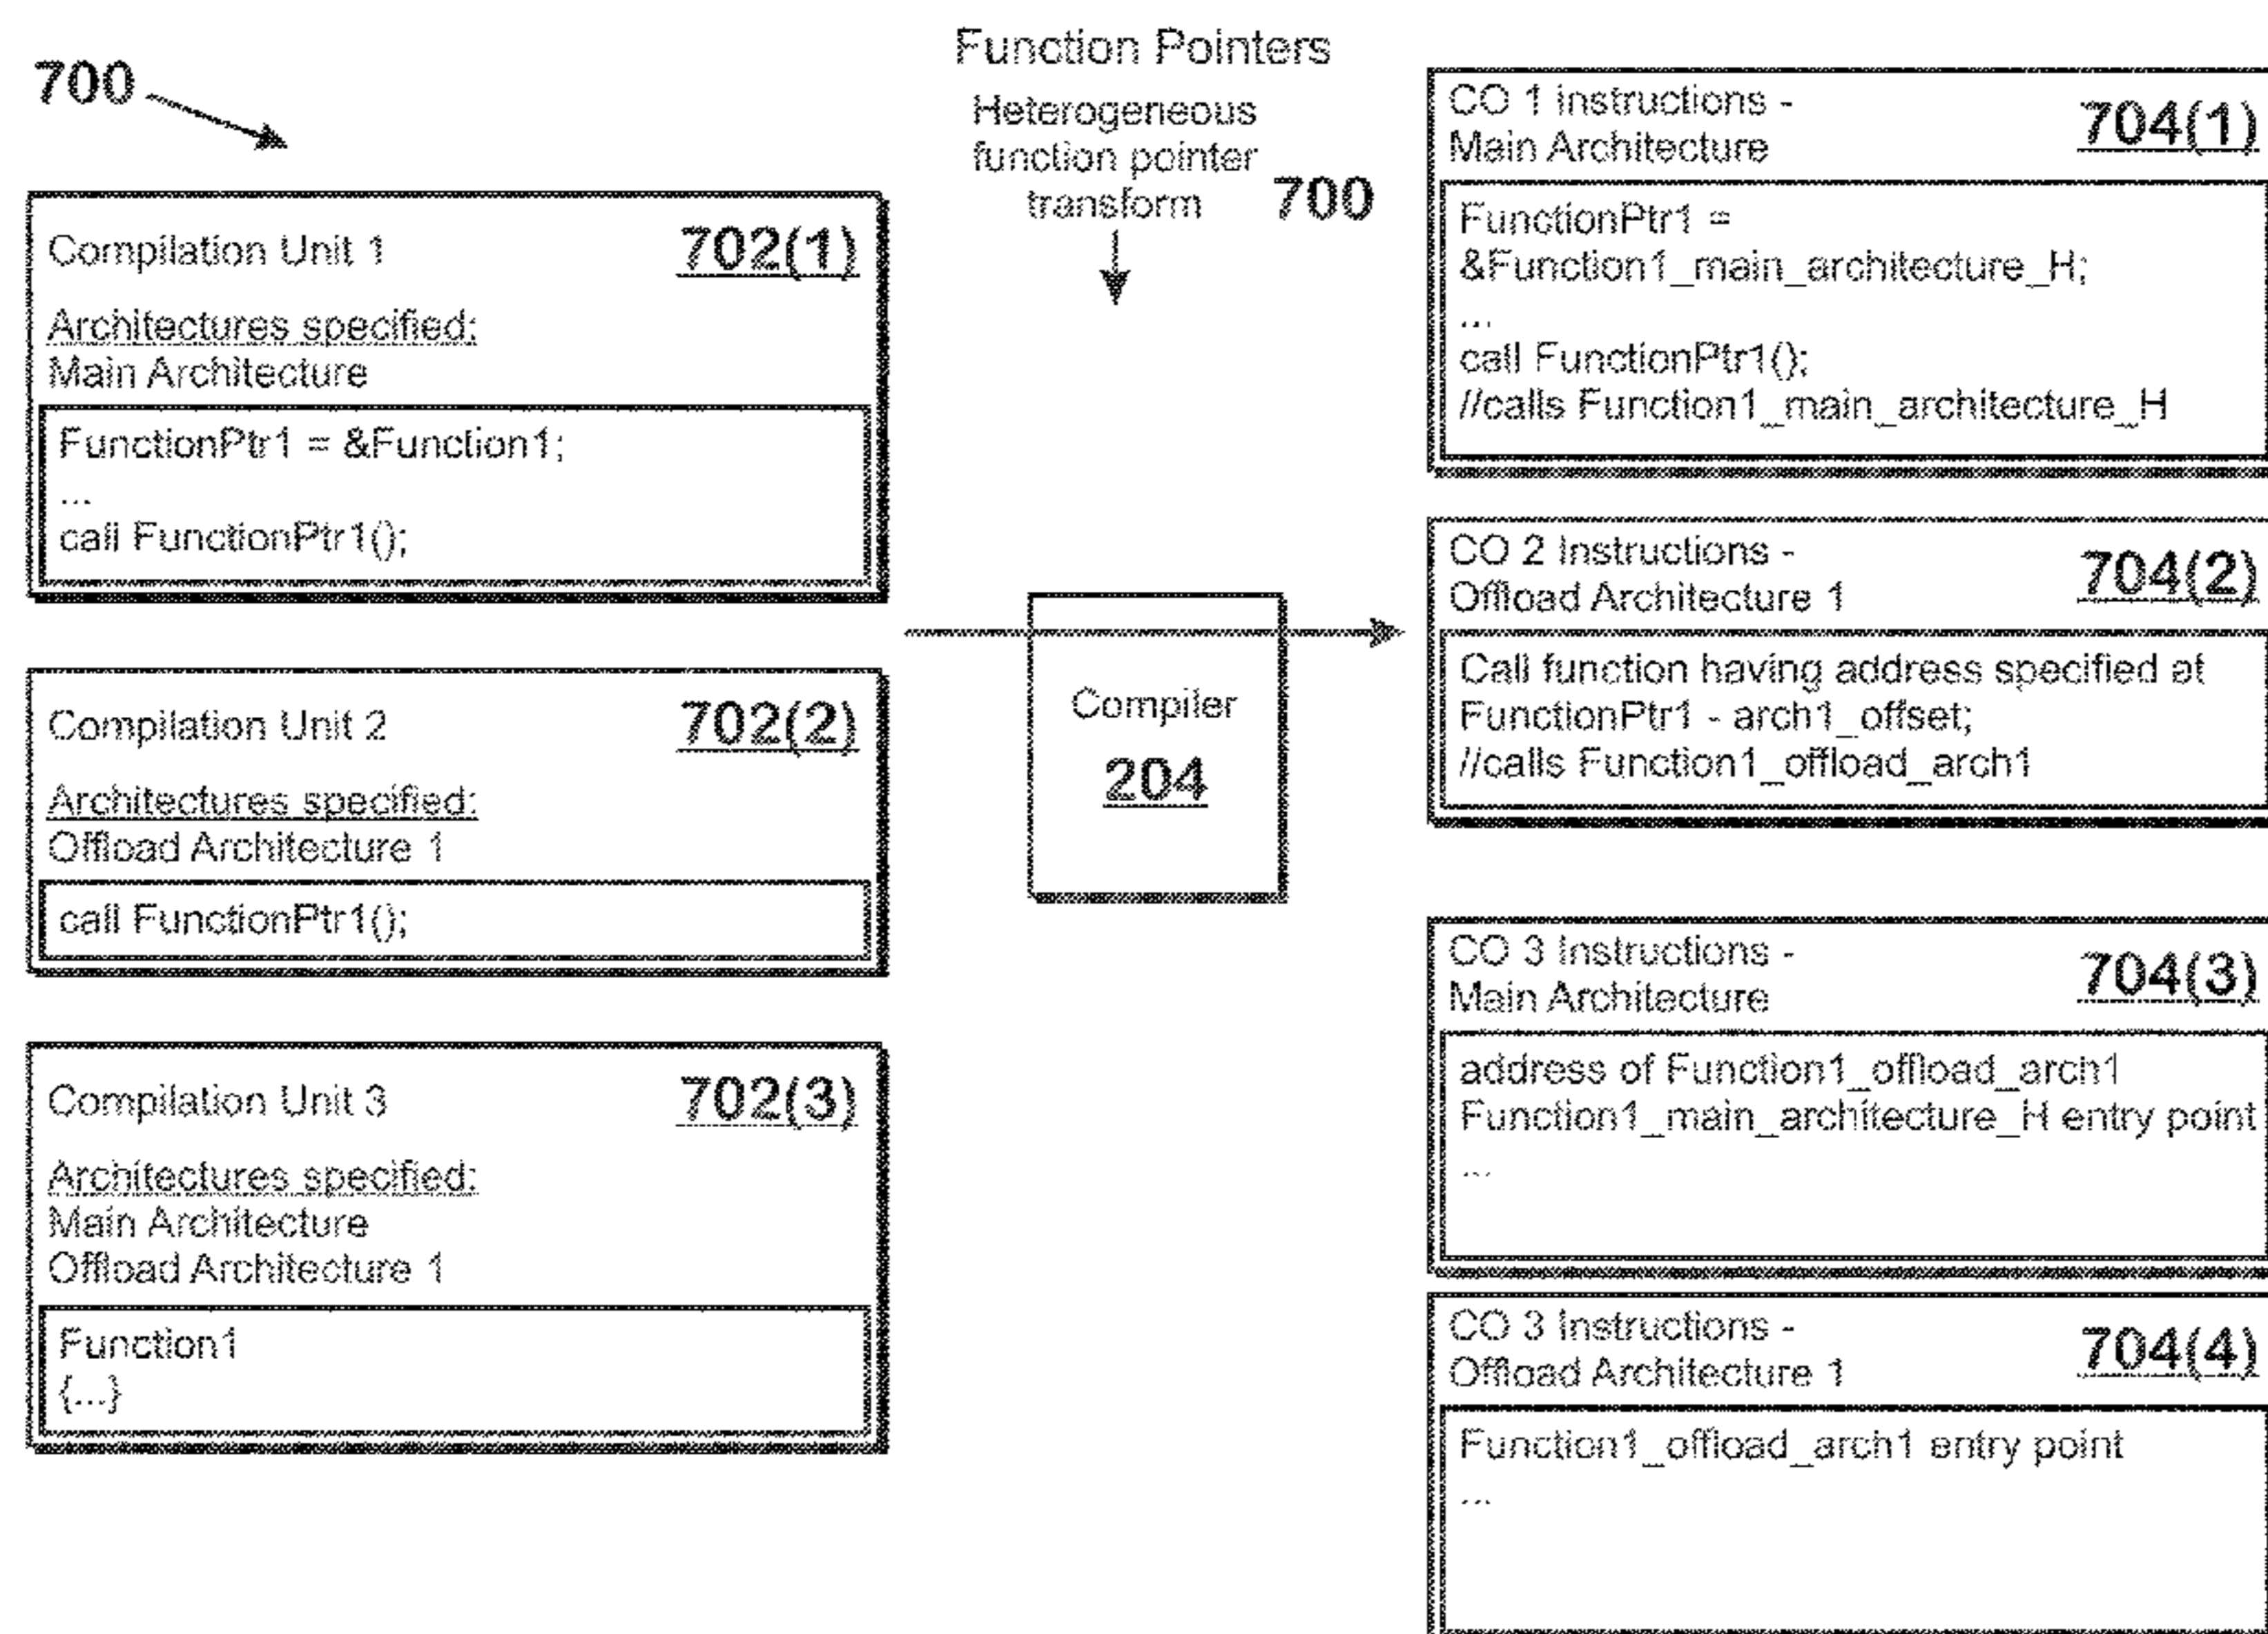 700
Compilation Unit 1 702(1)
Architectures specified:
Main Architecture
FunctionPtr1 = &Function1;
...
call FunctionPtr1();
Compilation Unit 2 702(2)
Architectures specified:
Offload Architecture 1
call FunctionPtr1();
Compilation Unit 3 702(3)
Architectures specified:
Main Architecture
Offload Architecture 1
Function1
{...}
Function Pointers
Heterogeneous
function pointer
transform 700
Compiler
204
CO 1 instructions -
Main Architecture 704(1)
FunctionPtr1 =
&Function1_main_architecture_H;
...
call FunctionPtr1();
//calls Function1_main_architecture_H
CO 2 Instructions -
Offload Architecture 1 704(2)
Call function having address specified at
FunctionPtr1 - arch1_offset;
//calls Function1_offload_arch1
CO 3 Instructions -
Main Architecture 704(3)
address of Function1_offload_arch1
Function1_main_architecture_H entry point
...
CO 3 Instructions -
Offload Architecture 1 704(4)
Function1_offload_arch1 entry point
...